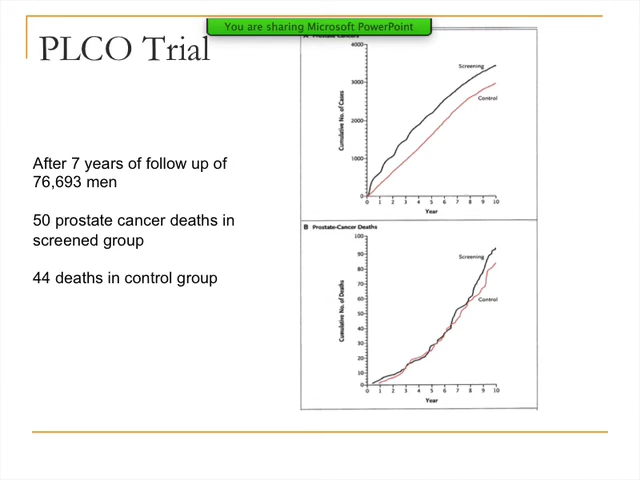 You are sharing Microsoft PowerPoint
PLCO Trial
After 7 years of follow up of
76,693 men
50 prostate cancer deaths in
screened group
44 deaths in control group
4000
3000
2000
1000
0
Cumulative No. of Cases
Screening
Control
0 1 2 3 4 5 6 7 8 9 10
Year
B Prostate-Cancer Deaths
100
90
80
70
60
50
40
30
20
10
0
Cumulative No. of Deaths
Screening
Control
0 1 2 3 4 5 6 7 8 9 10
Year